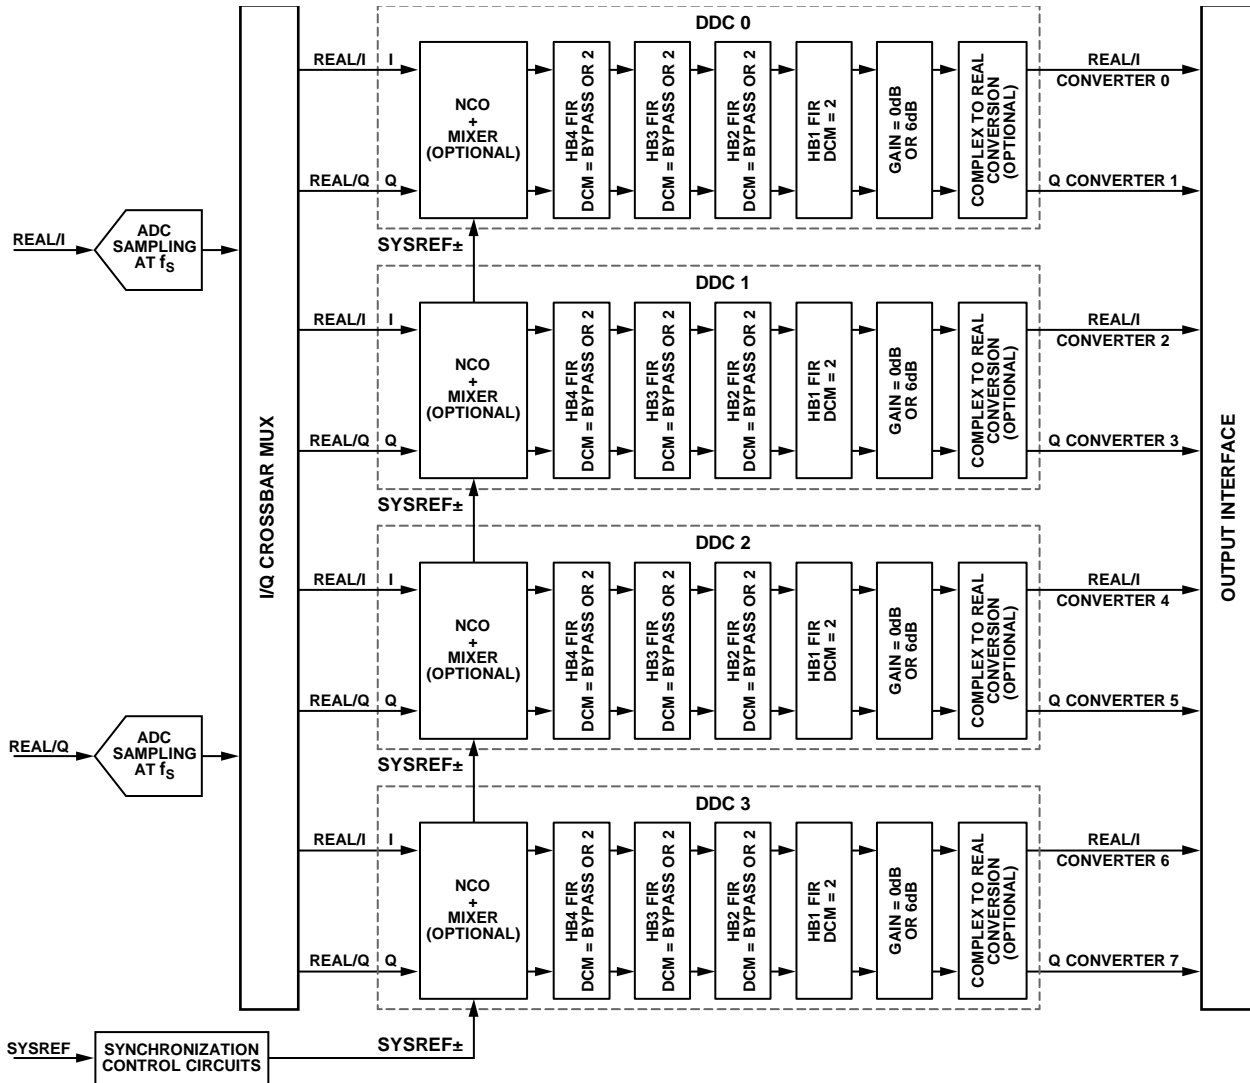 DDC 0
REAL/I
I
NCO
+
MIXER
(OPTIONAL)
HB4 FIR
DCM = BYPASS OR 2
HB3 FIR
DCM = BYPASS OR 2
HB2 FIR
DCM = BYPASS OR 2
HB1 FIR
DCM = 2
GAIN = 0dB
OR 6dB
COMPLEX TO REAL
CONVERSION
(OPTIONAL)
REAL/I
CONVERTER 0
REAL/Q
Q
Q CONVERTER 1
REAL/I
ADC
SAMPLING
AT fS
SYSREF±
DDC 1
REAL/I
I
NCO
+
MIXER
(OPTIONAL)
HB4 FIR
DCM = BYPASS OR 2
HB3 FIR
DCM = BYPASS OR 2
HB2 FIR
DCM = BYPASS OR 2
HB1 FIR
DCM = 2
GAIN = 0dB
OR 6dB
COMPLEX TO REAL
CONVERSION
(OPTIONAL)
REAL/I
CONVERTER 2
REAL/Q
Q
Q CONVERTER 3
I/Q CROSSBAR MUX
OUTPUT INTERFACE
SYSREF±
DDC 2
REAL/I
I
NCO
+
MIXER
(OPTIONAL)
HB4 FIR
DCM = BYPASS OR 2
HB3 FIR
DCM = BYPASS OR 2
HB2 FIR
DCM = BYPASS OR 2
HB1 FIR
DCM = 2
GAIN = 0dB
OR 6dB
COMPLEX TO REAL
CONVERSION
(OPTIONAL)
REAL/I
CONVERTER 4
REAL/Q
Q
Q CONVERTER 5
REAL/Q
ADC
SAMPLING
AT fS
SYSREF±
DDC 3
REAL/I
I
NCO
+
MIXER
(OPTIONAL)
HB4 FIR
DCM = BYPASS OR 2
HB3 FIR
DCM = BYPASS OR 2
HB2 FIR
DCM = BYPASS OR 2
HB1 FIR
DCM = 2
GAIN = 0dB
OR 6dB
COMPLEX TO REAL
CONVERSION
(OPTIONAL)
REAL/I
CONVERTER 6
REAL/Q
Q
Q CONVERTER 7
SYSREF
SYNCHRONIZATION
CONTROL CIRCUITS
SYSREF±